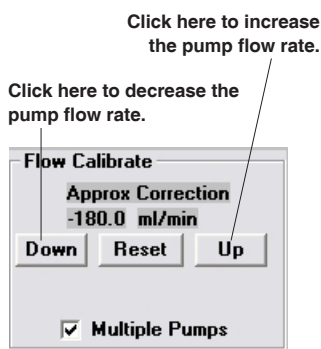 Click here to increase
the pump flow rate.
Click here to decrease the
pump flow rate.
Flow Calibrate
Approx Correction
-180.0 ml/min
Down Reset Up
Multiple Pumps